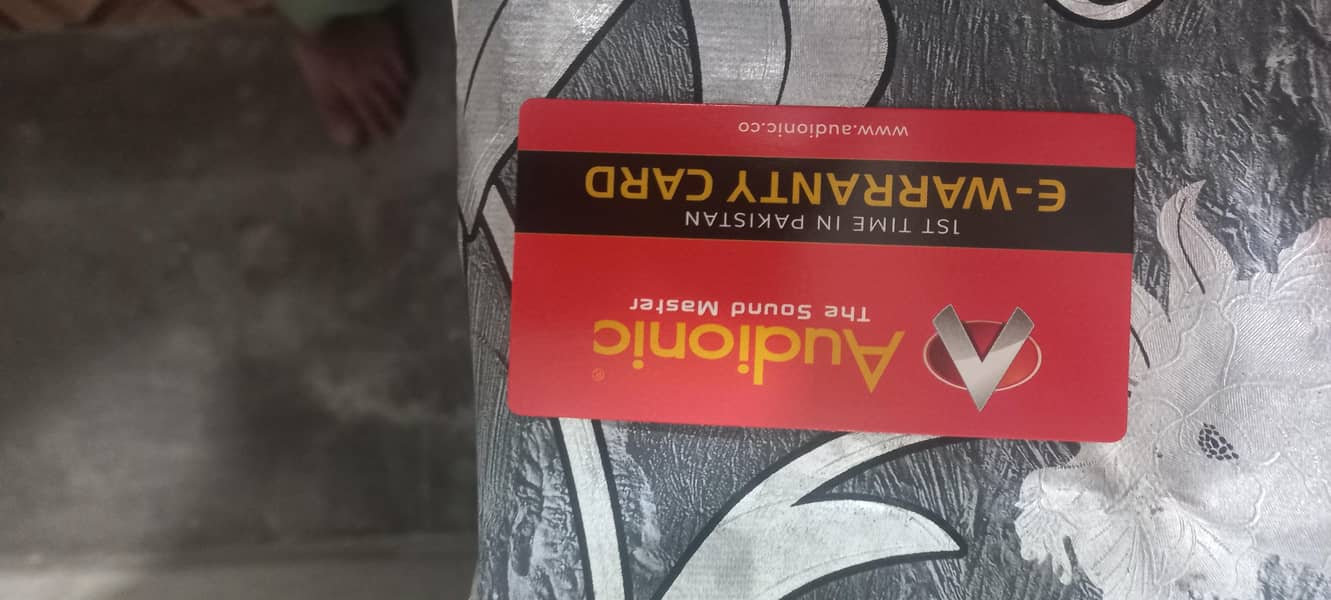 Audionic®
The Sound Master
1ST TIME IN PAKISTAN
E-WARRANTY CARD
www.audionic.co